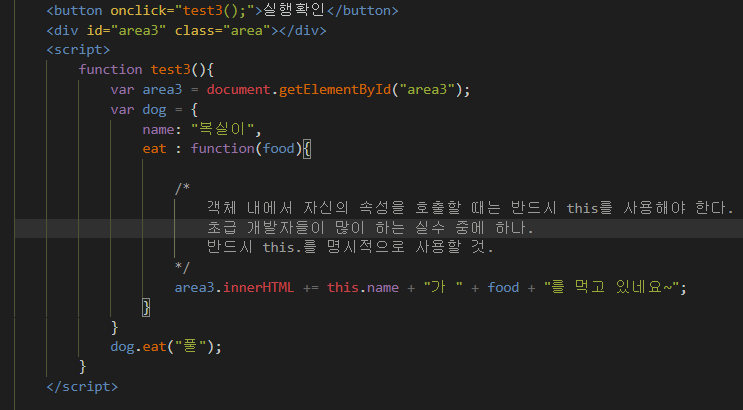 <button onclick="test3();">실행확인</button>
<div id="area3" class="area"></div>
<script>
function test3(){
var area3 = document.getElementById("area3");
var dog = {
name: "복실이",
eat : function(food){
/*
객체 내에서 자신의 속성을 호출할 때는 반드시 this를 사용해야 한다.
초급 개발자들이 많이 하는 실수 중에 하나.
반드시 this.를 명시적으로 사용할 것.
*/
area3.innerHTML += this.name + "가 " + food + "를 먹고 있네요~";
}
}
dog.eat("풀");
}
</script>